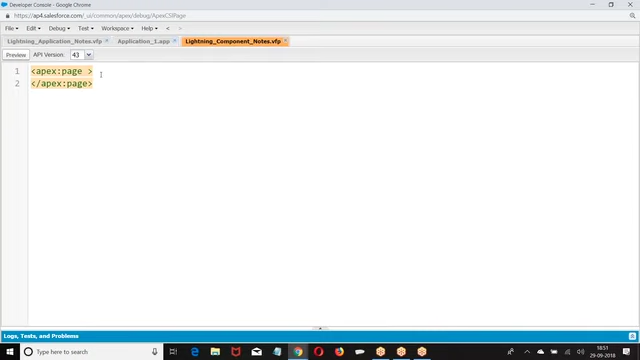 Developer Console - Google Chrome
https://ap4.salesforce.com/_ui/common/apex/debug/ApexCSIPage
File Edit Debug Test Workspace Help < >
Lightning_Application_Notes.vfp Application_1.app Lightning_Component_Notes.vfp
Preview API Version: 43
1 <apex:page >
2 </apex:page>
Logs, Tests, and Problems
Type here to search
18:51
29-09-2018